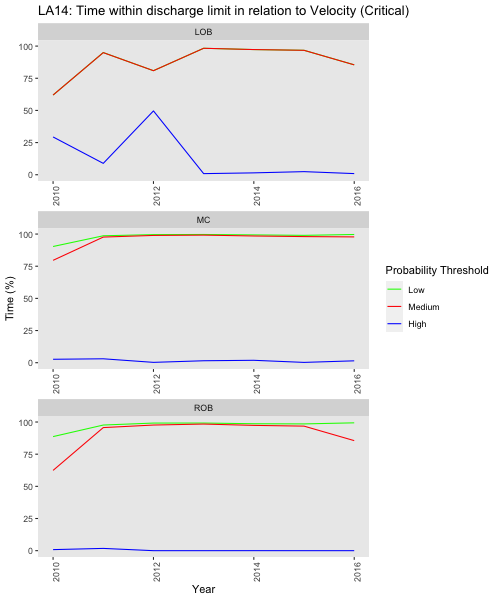 LA14: Time within discharge limit in relation to Velocity (Critical)
LOB
100
75
50
25
0
2010
2012
2014
2016
MC
100
75
50
25
0
2010
2012
2014
2016
ROB
100
75
50
25
0
2010
2012
2014
2016
Time (%)
Year
Probability Threshold
Low
Medium
High